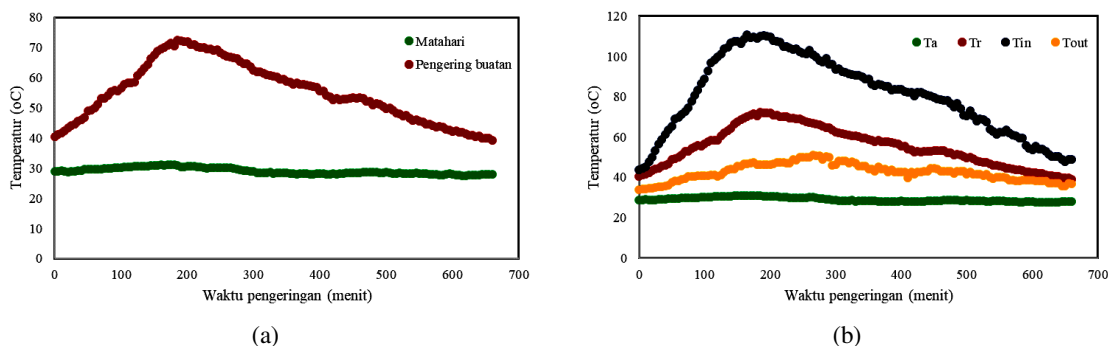 80
70
60
50
40
30
20
10
0
0 100 200 300 400 500 600 700
Temperatur (oC)
Waktu pengeringan (menit)
Matahari
Pengering buatan
(a)
120
100
80
60
40
20
0
0 100 200 300 400 500 600 700
Temperatur (oC)
Waktu pengeringan (menit)
Ta Tr Tin Tout
(b)